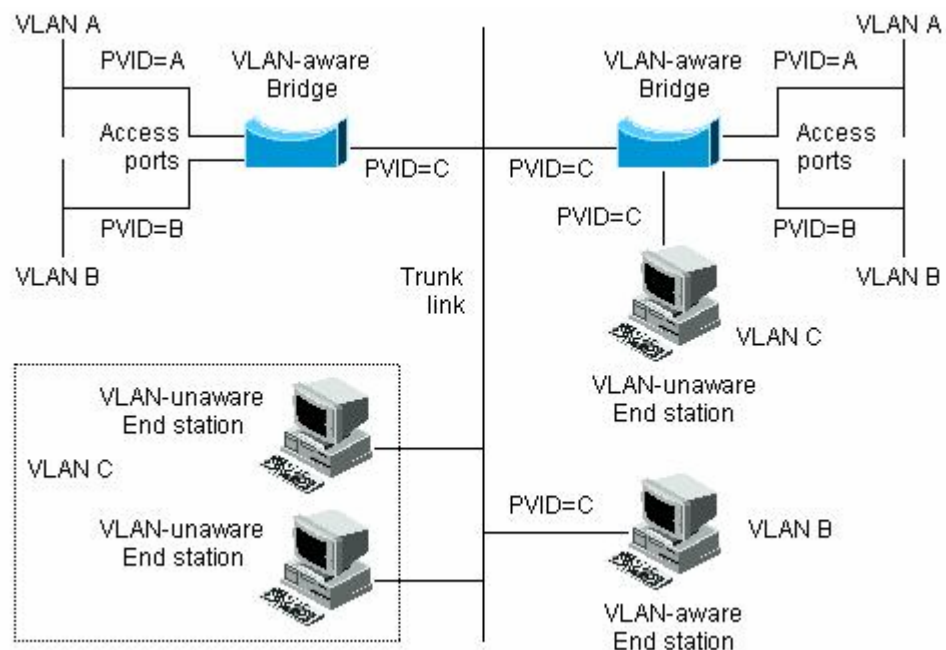 VLAN A
PVID=A
VLAN-aware
Bridge
VLAN-aware
Bridge
PVID=A
VLAN A
Access
ports
PVID=C
PVID=C
Access
ports
PVID=B
VLAN B
PVID=C
PVID=B
VLAN B
Trunk
link
VLAN C
VLAN-unaware
End station
VLAN-unaware
End station
VLAN C
VLAN-unaware
End station
PVID=C
VLAN B
VLAN-aware
End station